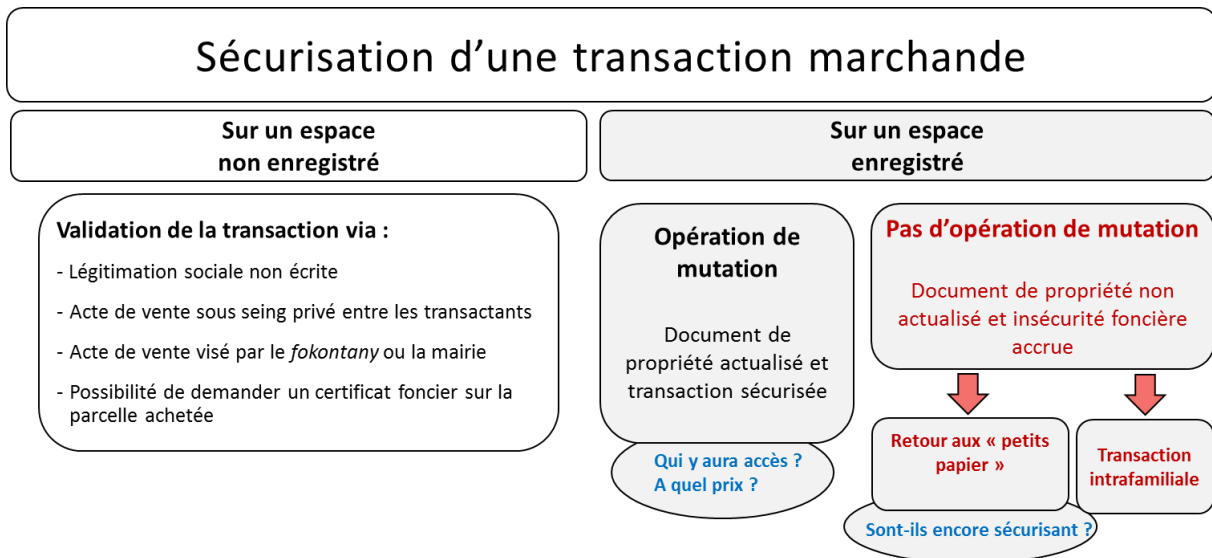 Sécurisation d’une transaction marchande
Sur un espace
non enregistré
Sur un espace
enregistré
Validation de la transaction via :
- Légitimation sociale non écrite
- Acte de vente sous seing privé entre les transactants
- Acte de vente visé par le fokontany ou la mairie
- Possibilité de demander un certificat foncier sur la
parcelle achetée
Opération de
mutation
Document de
propriété actualisé et
transaction sécurisée
Qui y aura accès ?
A quel prix ?
Pas d’opération de mutation
Document de propriété non
actualisé et insécurité foncière
accrue
Retour aux « petits
papier »
Sont-ils encore sécurisant ?
Transaction
intrafamiliale